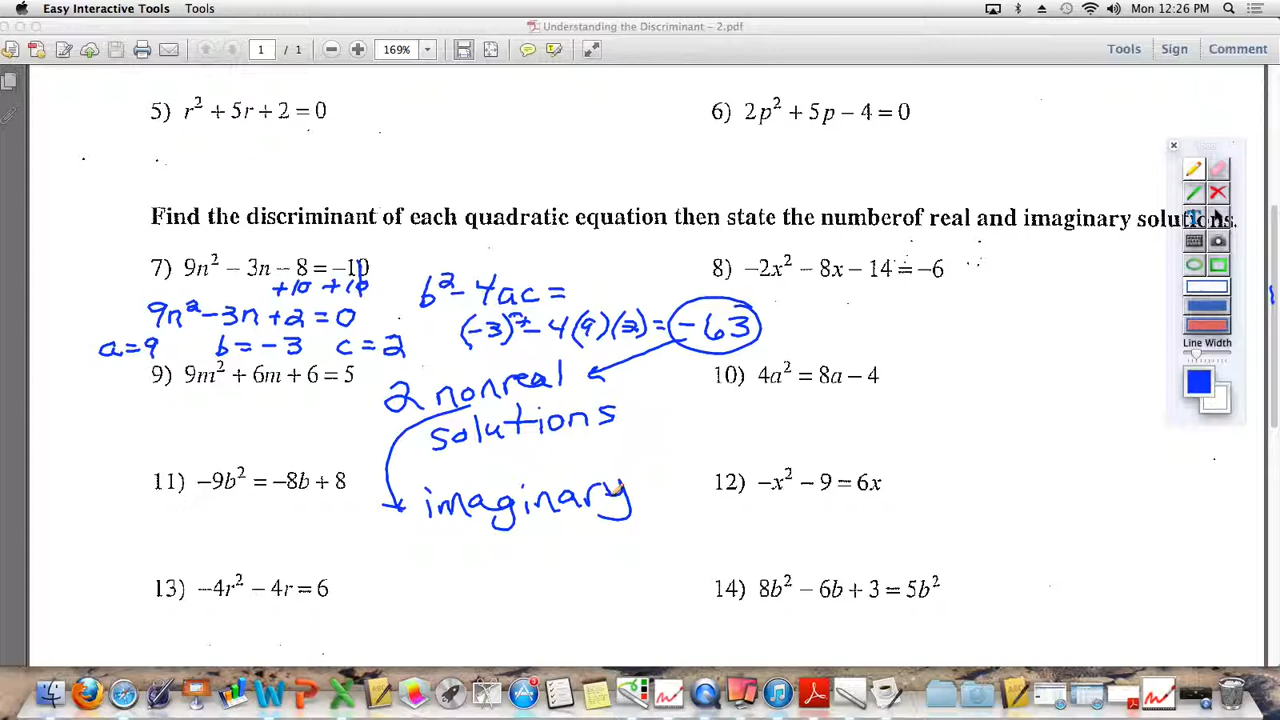 Easy Interactive Tools Tools Mon 12:26 PM
Understanding the Discriminant – 2.pdf
1 / 1 169% Tools Sign Comment
5) r² + 5r + 2 = 0
6) 2p² + 5p − 4 = 0
Find the discriminant of each quadratic equation then state the numberof real and imaginary solutions.
7) 9n² − 3n − 8 = −10
+10 +10
9n² − 3n + 2 = 0
a = 9 b = −3 c = 2
b² − 4ac =
(−3)² − 4(9)(2) = −63
2 nonreal
solutions
imaginary
8) −2x² − 8x − 14 = −6
9) 9m² + 6m + 6 = 5
10) 4a² = 8a − 4
11) −9b² = −8b + 8
12) −x² − 9 = 6x
13) −4r² − 4r = 6
14) 8b² − 6b + 3 = 5b²
Line Width